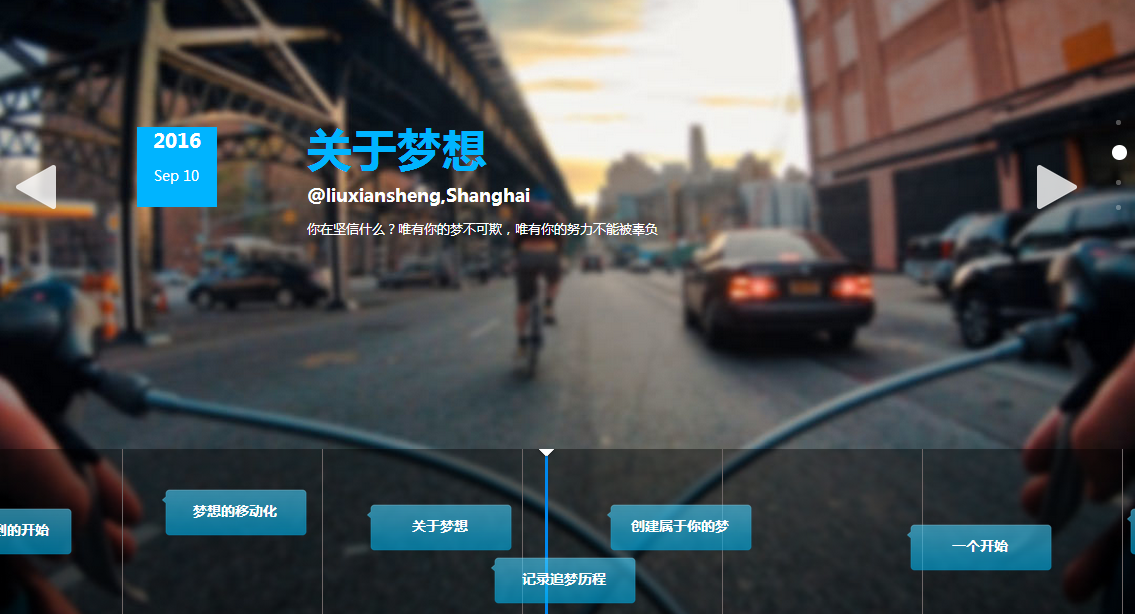 2016
Sep 10
关于梦想
@liuxiansheng,Shanghai
你在坚信什么？唯有你的梦不可欺，唯有你的努力不能被辜负
的开始
梦想的移动化
关于梦想
记录追梦历程
创建属于你的梦
一个开始